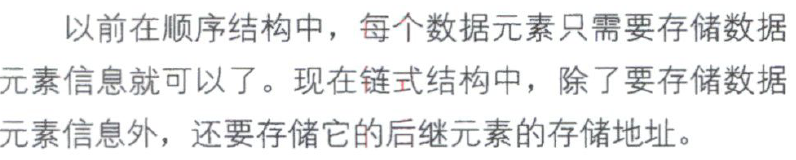 以前在顺序结构中，每个数据元素只需要存储数据
元素信息就可以了。现在链式结构中，除了要存储数据
元素信息外，还要存储它的后继元素的存储地址。